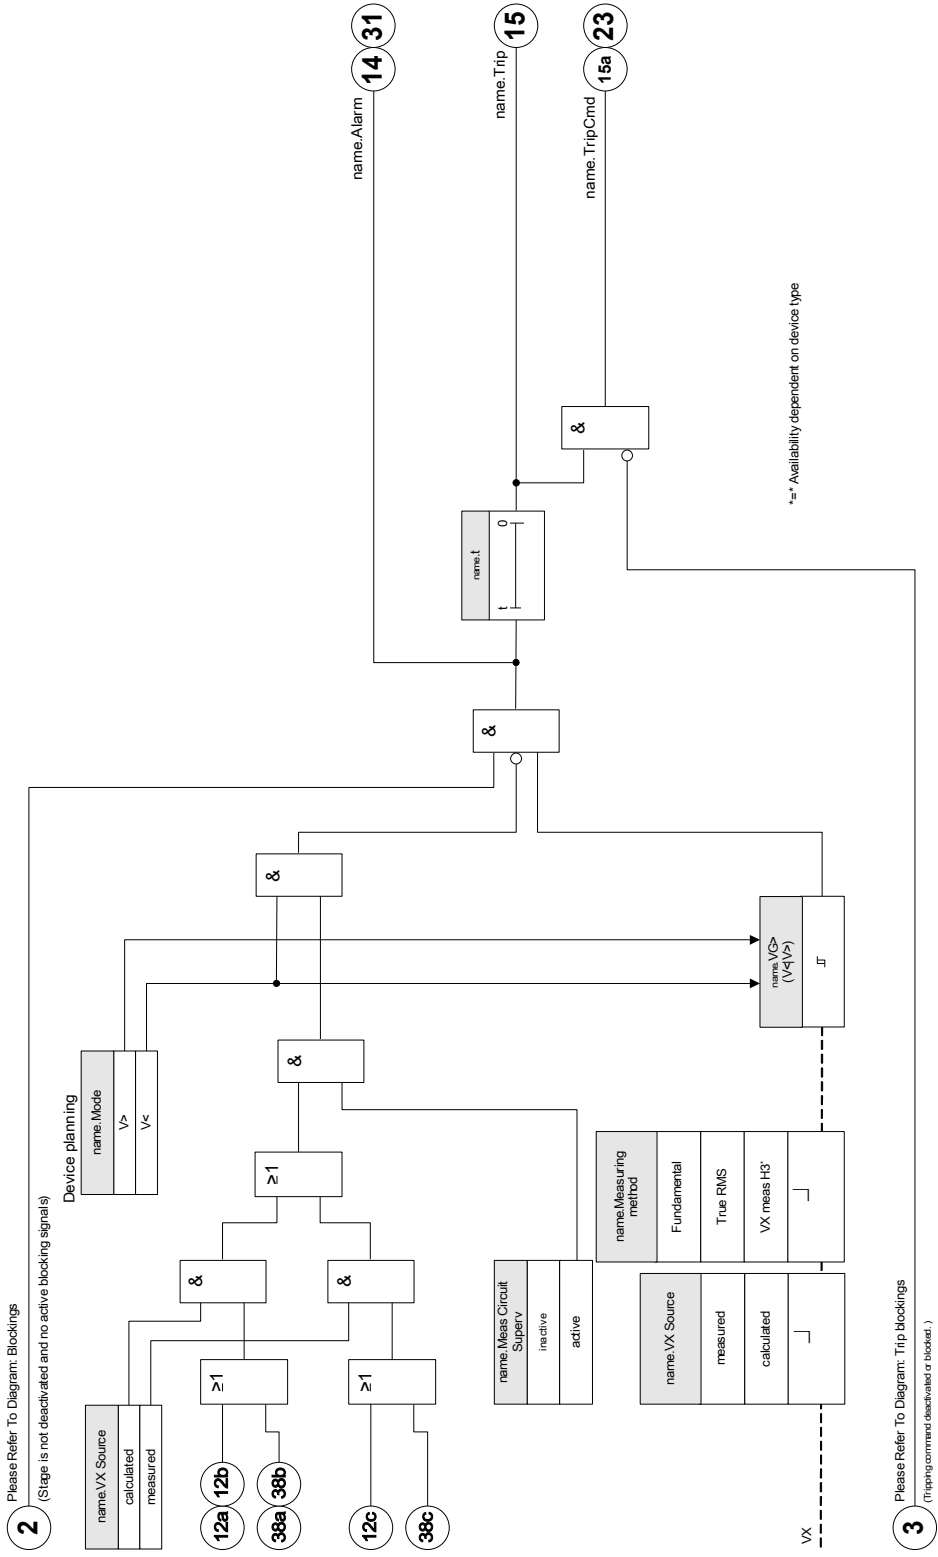 2
Please Refer To Diagram: Blockings
(Stage is not deactivated and no active blocking signals)
Device planning
name.Mode
V>
V<
name.VX Source
calculated
measured
12a
12b
38a
38b
12c
38c
≥1
≥1
&
&
≥1
&
&
&
name.Meas Circuit
Superv
inactive
active
name.VX Source
measured
calculated
name.Measuring
method
Fundamental
True RMS
VX meas H3*
VX
name.VG>
(V<|V>)
name.t
t
0
&
name.Alarm
14
31
name.Trip
15
name.TripCmd
15a
23
*=* Availability dependent on device type
3
Please Refer To Diagram: Trip blockings
(Tripping command deactivated or blocked. )